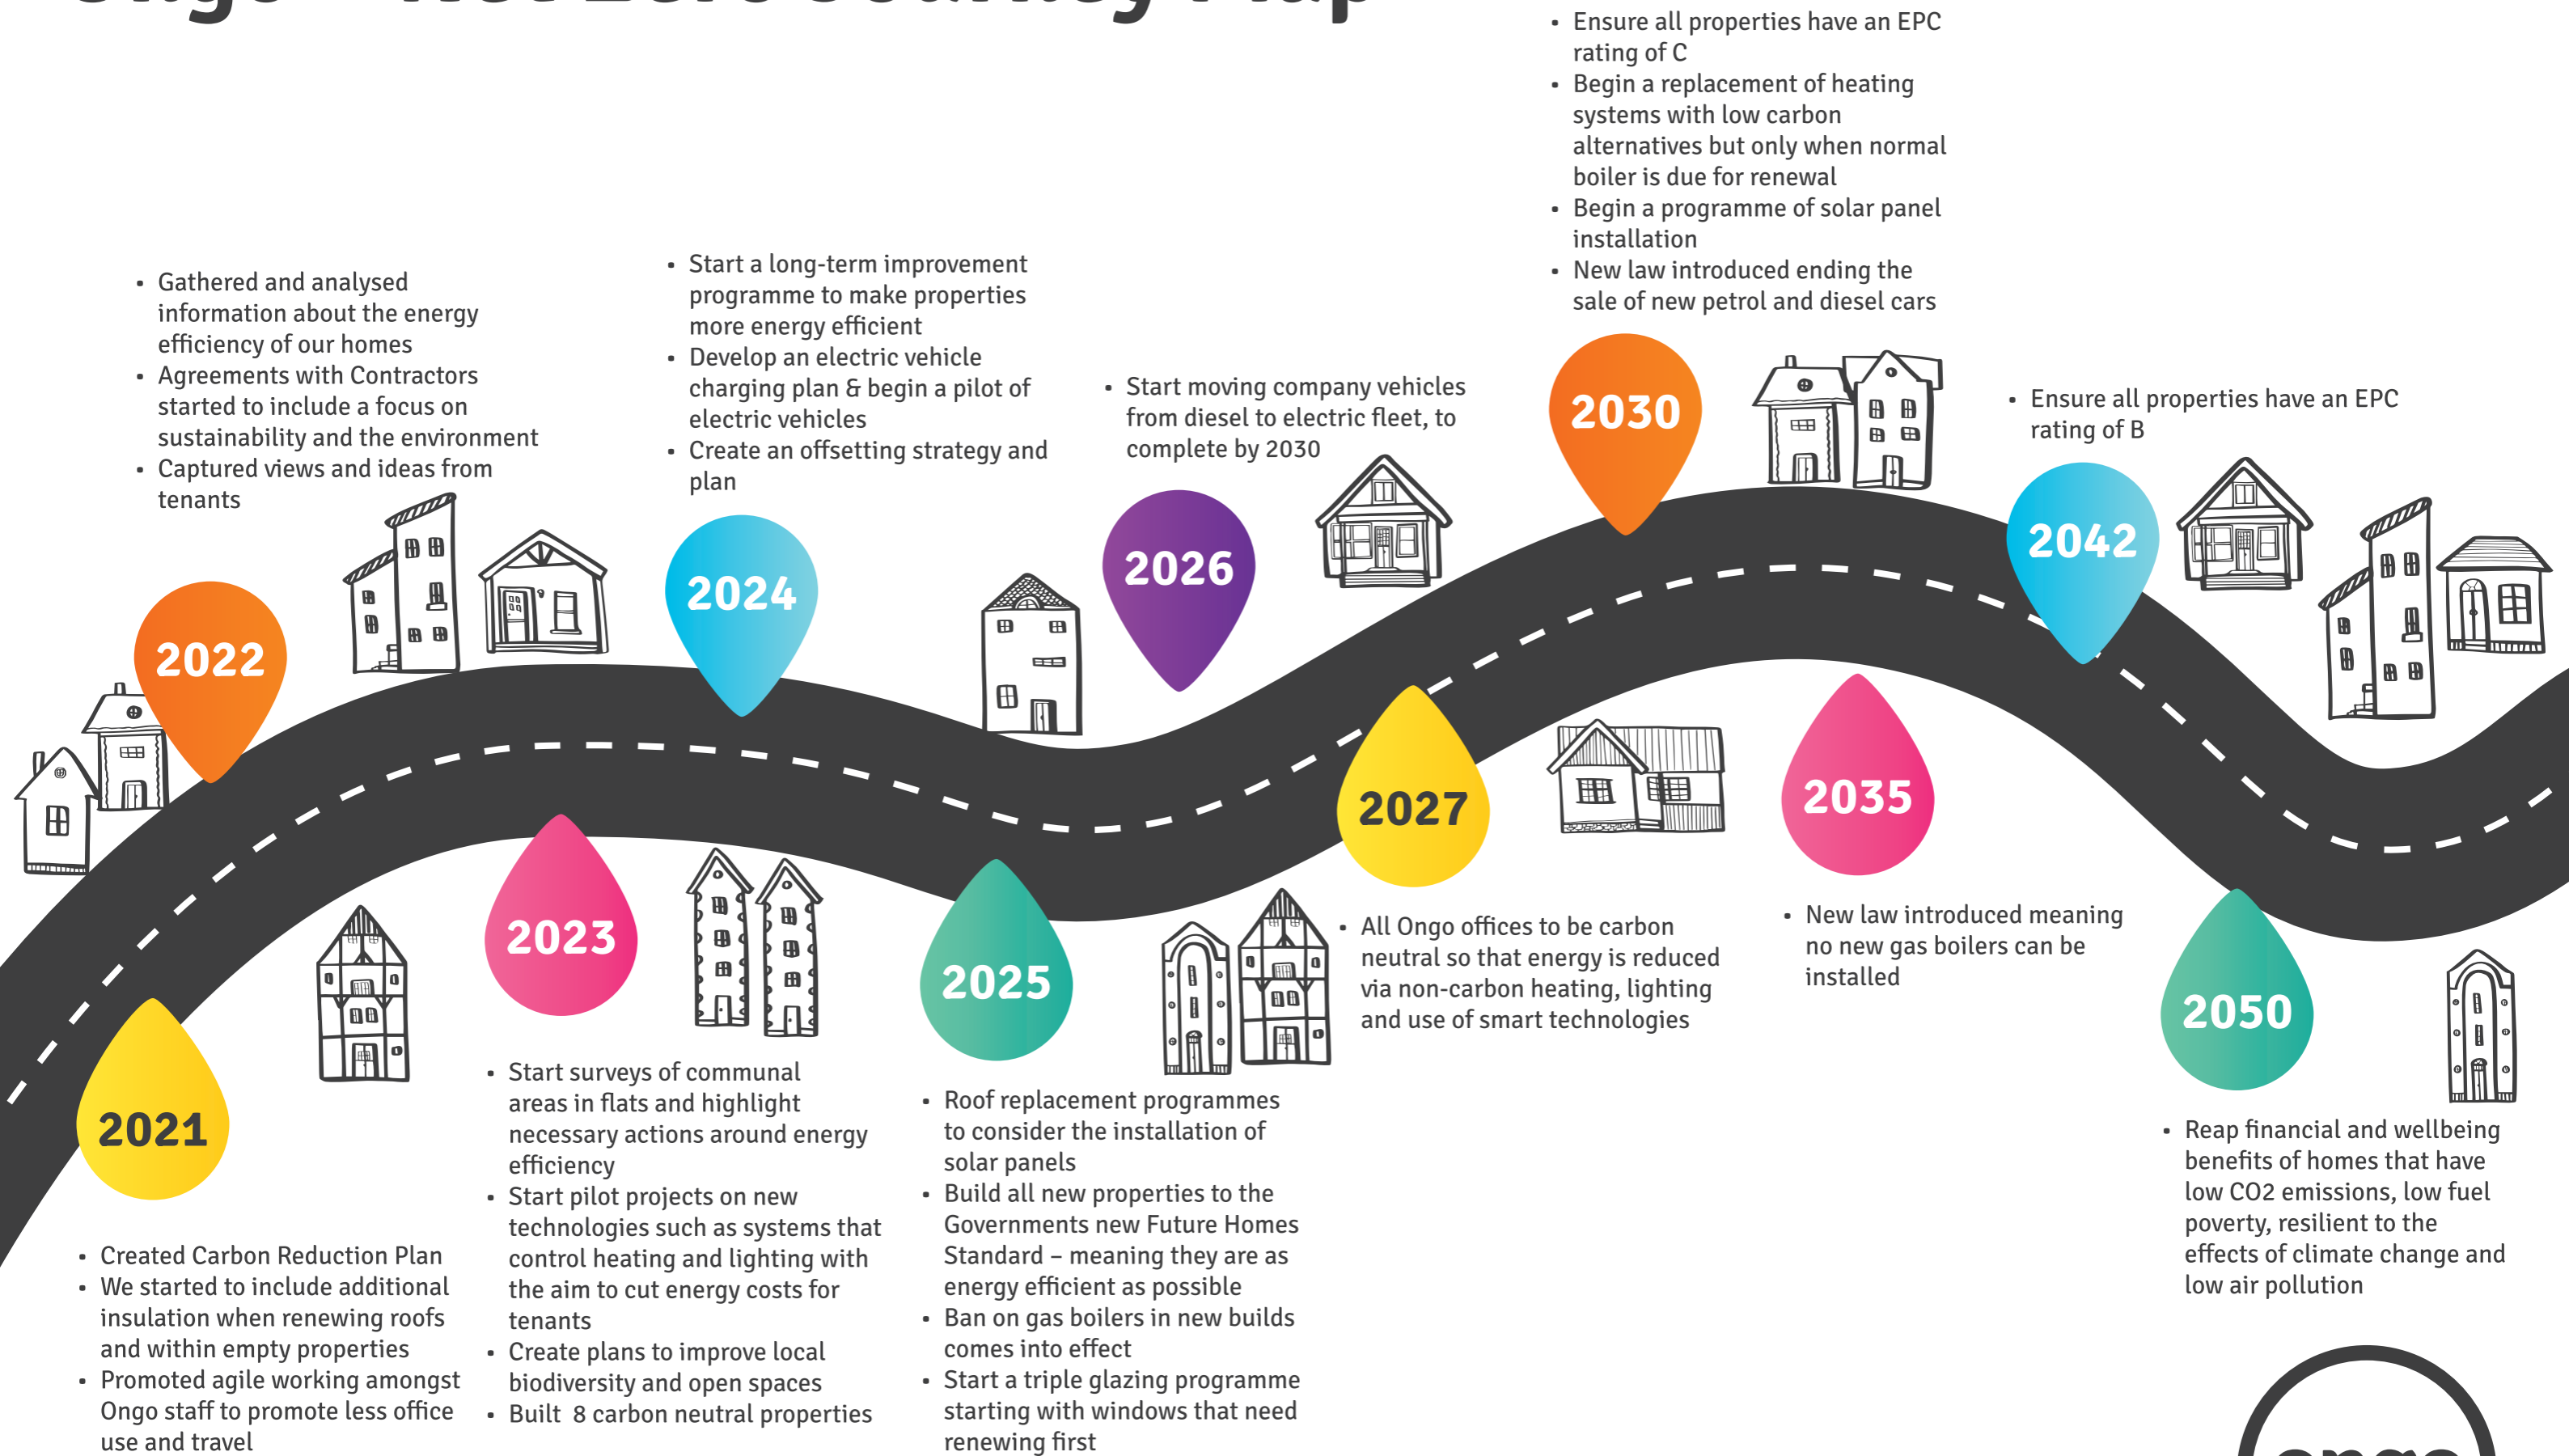 Ongo - Net Zero Journey Map
• Gathered and analysed
information about the energy
efficiency of our homes
• Agreements with Contractors
started to include a focus on
sustainability and the environment
• Captured views and ideas from
tenants
2022
• Start a long-term improvement
programme to make properties
more energy efficient
• Develop an electric vehicle
charging plan & begin a pilot of
electric vehicles
• Create an offsetting strategy and
plan
2024
• Start moving company vehicles
from diesel to electric fleet, to
complete by 2030
2026
• Ensure all properties have an EPC
rating of C
• Begin a replacement of heating
systems with low carbon
alternatives but only when normal
boiler is due for renewal
• Begin a programme of solar panel
installation
• New law introduced ending the
sale of new petrol and diesel cars
2030
• Ensure all properties have an EPC
rating of B
2042
2021
• Created Carbon Reduction Plan
• We started to include additional
insulation when renewing roofs
and within empty properties
• Promoted agile working amongst
Ongo staff to promote less office
use and travel
2023
• Start surveys of communal
areas in flats and highlight
necessary actions around energy
efficiency
• Start pilot projects on new
technologies such as systems that
control heating and lighting with
the aim to cut energy costs for
tenants
• Create plans to improve local
biodiversity and open spaces
• Built  8 carbon neutral properties
2025
• Roof replacement programmes
to consider the installation of
solar panels
• Build all new properties to the
Governments new Future Homes
Standard – meaning they are as
energy efficient as possible
• Ban on gas boilers in new builds
comes into effect
• Start a triple glazing programme
starting with windows that need
renewing first
2027
• All Ongo offices to be carbon
neutral so that energy is reduced
via non-carbon heating, lighting
and use of smart technologies
2035
• New law introduced meaning
no new gas boilers can be
installed
2050
• Reap financial and wellbeing
benefits of homes that have
low CO2 emissions, low fuel
poverty, resilient to the
effects of climate change and
low air pollution
ongo